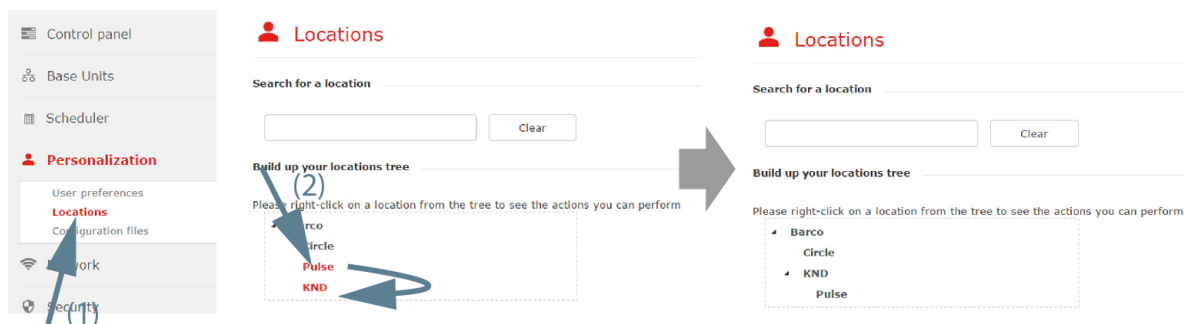 Control panel
Base Units
Scheduler
Personalization
User preferences
Locations
Configuration files
Network
Security
(1)
Locations
Search for a location
Clear
Build up your locations tree
(2)
Please right-click on a location from the tree to see the actions you can perform
Barco
Circle
Pulse
KND
Locations
Search for a location
Clear
Build up your locations tree
Please right-click on a location from the tree to see the actions you can perform
Barco
Circle
KND
Pulse